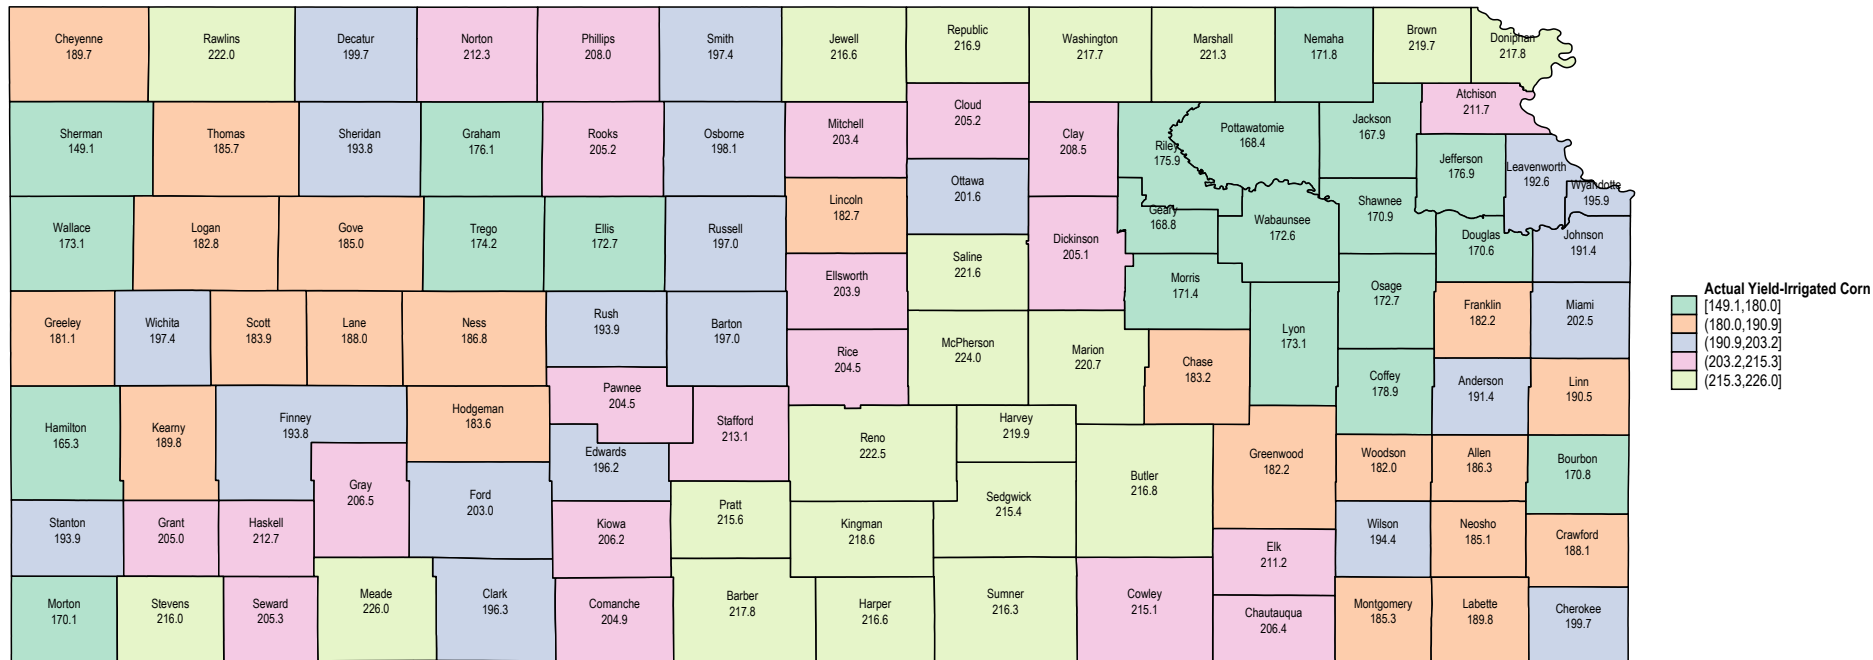 Cheyenne
189.7
Rawlins
222.0
Decatur
199.7
Norton
212.3
Phillips
208.0
Smith
197.4
Jewell
216.6
Republic
216.9
Washington
217.7
Marshall
221.3
Nemaha
171.8
Brown
219.7
Doniphan
217.8
Atchison
211.7
Sherman
149.1
Thomas
185.7
Sheridan
193.8
Graham
176.1
Rooks
205.2
Osborne
198.1
Mitchell
203.4
Cloud
205.2
Clay
208.5
Riley
175.9
Pottawatomie
168.4
Jackson
167.9
Jefferson
176.9
Leavenworth
192.6
Wyandotte
195.9
Lincoln
182.7
Ottawa
201.6
Wallace
173.1
Logan
182.8
Gove
185.0
Trego
174.2
Ellis
172.7
Russell
197.0
Dickinson
205.1
Geary
168.8
Wabaunsee
172.6
Shawnee
170.9
Douglas
170.6
Johnson
191.4
Saline
221.6
Ellsworth
203.9
Morris
171.4
Osage
172.7
Franklin
182.2
Miami
202.5
Greeley
181.1
Wichita
197.4
Scott
183.9
Lane
188.0
Ness
186.8
Rush
193.9
Barton
197.0
Rice
204.5
McPherson
224.0
Marion
220.7
Chase
183.2
Lyon
173.1
Coffey
178.9
Anderson
191.4
Linn
190.5
Hamilton
165.3
Kearny
189.8
Finney
193.8
Hodgeman
183.6
Pawnee
204.5
Stafford
213.1
Edwards
196.2
Gray
206.5
Ford
203.0
Reno
222.5
Harvey
219.9
Sedgwick
215.4
Butler
216.8
Greenwood
182.2
Woodson
182.0
Allen
186.3
Bourbon
170.8
Stanton
193.9
Grant
205.0
Haskell
212.7
Kiowa
206.2
Pratt
215.6
Kingman
218.6
Elk
211.2
Wilson
194.4
Neosho
185.1
Crawford
188.1
Morton
170.1
Stevens
216.0
Seward
205.3
Meade
226.0
Clark
196.3
Comanche
204.9
Barber
217.8
Harper
216.6
Sumner
216.3
Cowley
215.1
Chautauqua
206.4
Montgomery
185.3
Labette
189.8
Cherokee
199.7
Actual Yield-Irrigated Corn
[149.1,180.0]
(180.0,190.9]
(190.9,203.2]
(203.2,215.3]
(215.3,226.0]